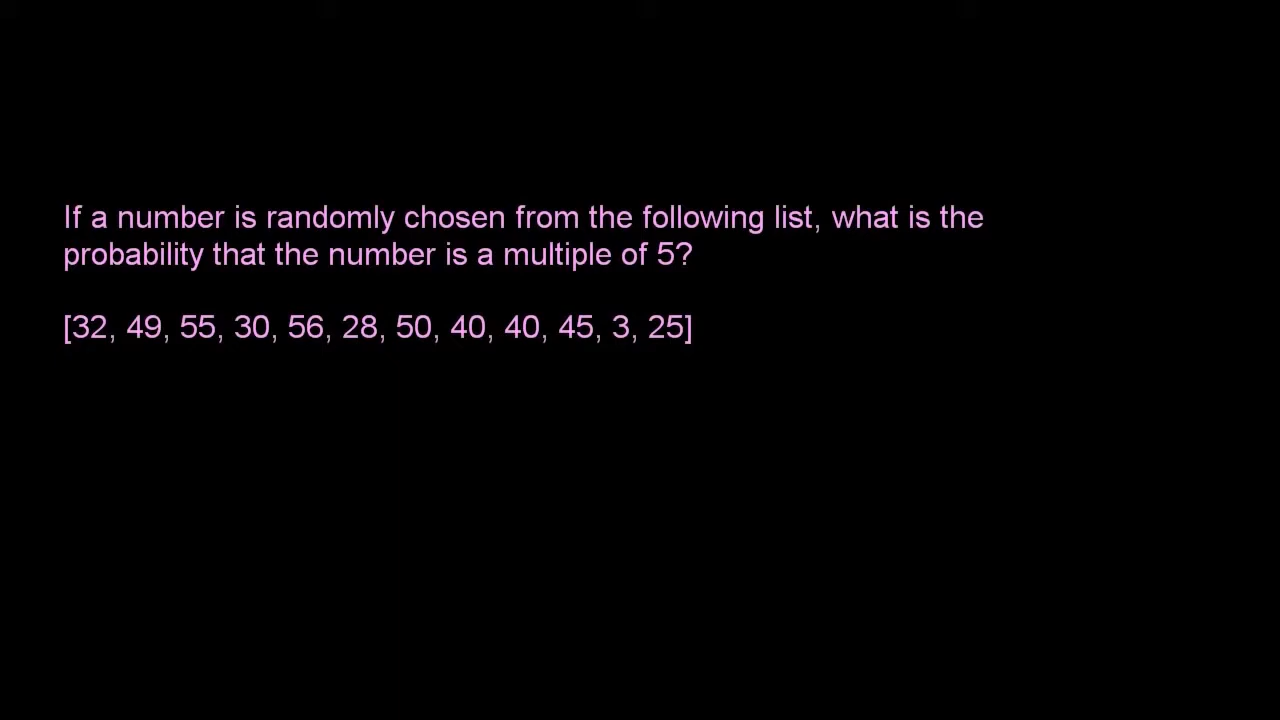 If a number is randomly chosen from the following list, what is the
probability that the number is a multiple of 5?
[32, 49, 55, 30, 56, 28, 50, 40, 40, 45, 3, 25]